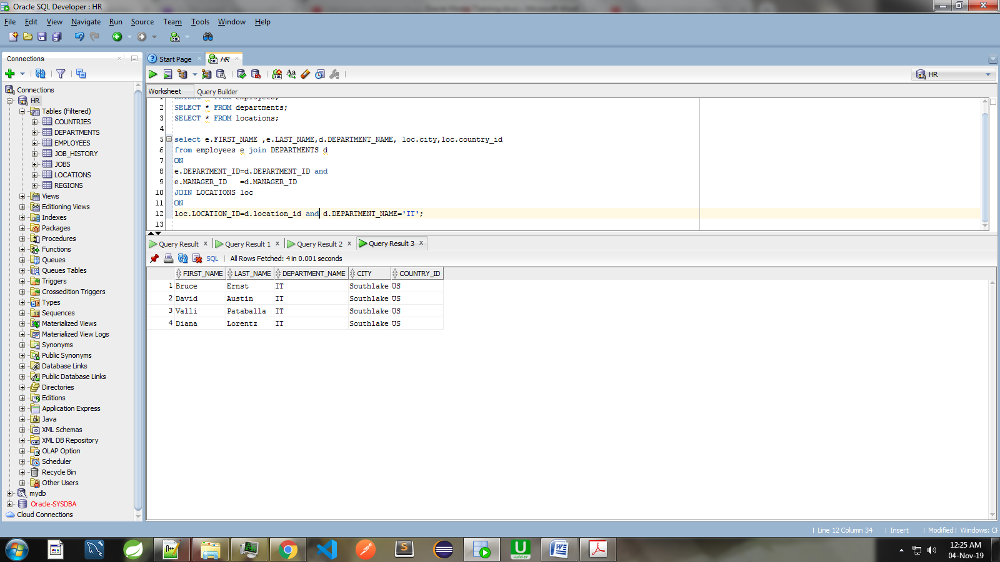 Oracle SQL Developer : HR
File Edit View Navigate Run Source Team Tools Window Help
Connections
Start Page
HR
HR
Worksheet
Query Builder
Connections
HR
Tables (Filtered)
COUNTRIES
DEPARTMENTS
EMPLOYEES
JOB_HISTORY
JOBS
LOCATIONS
REGIONS
Views
Editioning Views
Indexes
Packages
Procedures
Functions
Queues
Queues Tables
Triggers
Crossedition Triggers
Types
Sequences
Materialized Views
Materialized View Logs
Synonyms
Public Synonyms
Database Links
Public Database Links
Directories
Editions
Application Express
Java
XML Schemas
XML DB Repository
OLAP Option
Scheduler
Recycle Bin
Other Users
mydb
Oracle-SYSDBA
Cloud Connections
1 select * from employees;
2 SELECT * FROM departments;
3 SELECT * FROM locations;
4
5 select e.FIRST_NAME ,e.LAST_NAME,d.DEPARTMENT_NAME, loc.city,loc.country_id
6 from employees e join DEPARTMENTS d
7 ON
8 e.DEPARTMENT_ID=d.DEPARTMENT_ID and
9 e.MANAGER_ID =d.MANAGER_ID
10 JOIN LOCATIONS loc
11 ON
12 loc.LOCATION_ID=d.location_id and d.DEPARTMENT_NAME='IT';
13
Query Result x Query Result 1 x Query Result 2 x Query Result 3 x
SQL All Rows Fetched: 4 in 0.001 seconds
FIRST_NAME LAST_NAME DEPARTMENT_NAME CITY COUNTRY_ID
1 Bruce Ernst IT Southlake US
2 David Austin IT Southlake US
3 Valli Pataballa IT Southlake US
4 Diana Lorentz IT Southlake US
Line 12 Column 34 Insert Modified Windows: CF
12:25 AM
04-Nov-19